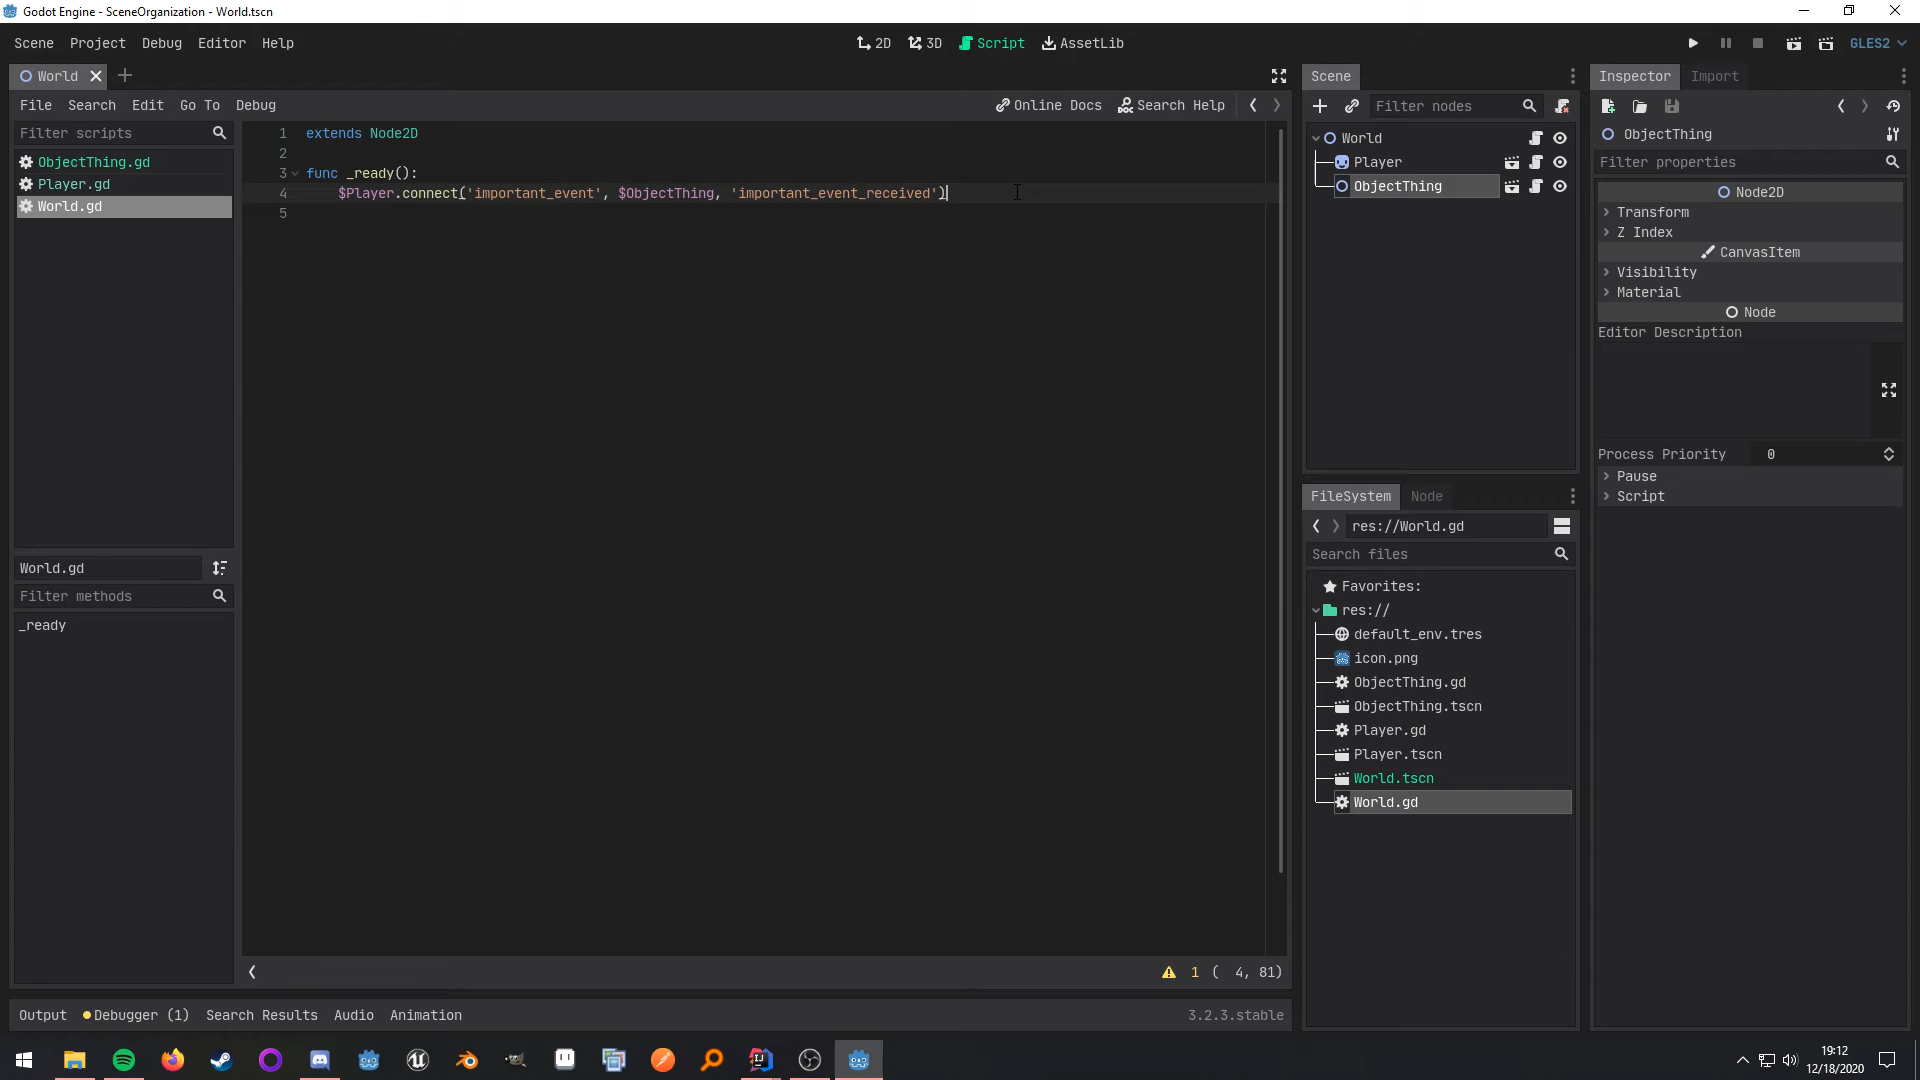 Godot Engine - SceneOrganization - World.tscn
Scene Project Debug Editor Help
2D 3D Script AssetLib
GLES2
World
File Search Edit Go To Debug
Online Docs Search Help
Filter scripts
ObjectThing.gd
Player.gd
World.gd
World.gd
Filter methods
_ready
1 extends Node2D
2
3 func _ready():
4 $Player.connect('important_event', $ObjectThing, 'important_event_received')
5
1 ( 4, 81)
Output Debugger (1) Search Results Audio Animation
3.2.3.stable
Scene
Filter nodes
World
Player
ObjectThing
FileSystem Node
res://World.gd
Search files
Favorites:
res://
default_env.tres
icon.png
ObjectThing.gd
ObjectThing.tscn
Player.gd
Player.tscn
World.tscn
World.gd
Inspector Import
ObjectThing
Filter properties
Node2D
Transform
Z Index
CanvasItem
Visibility
Material
Node
Editor Description
Process Priority 0
Pause
Script
19:12
12/18/2020